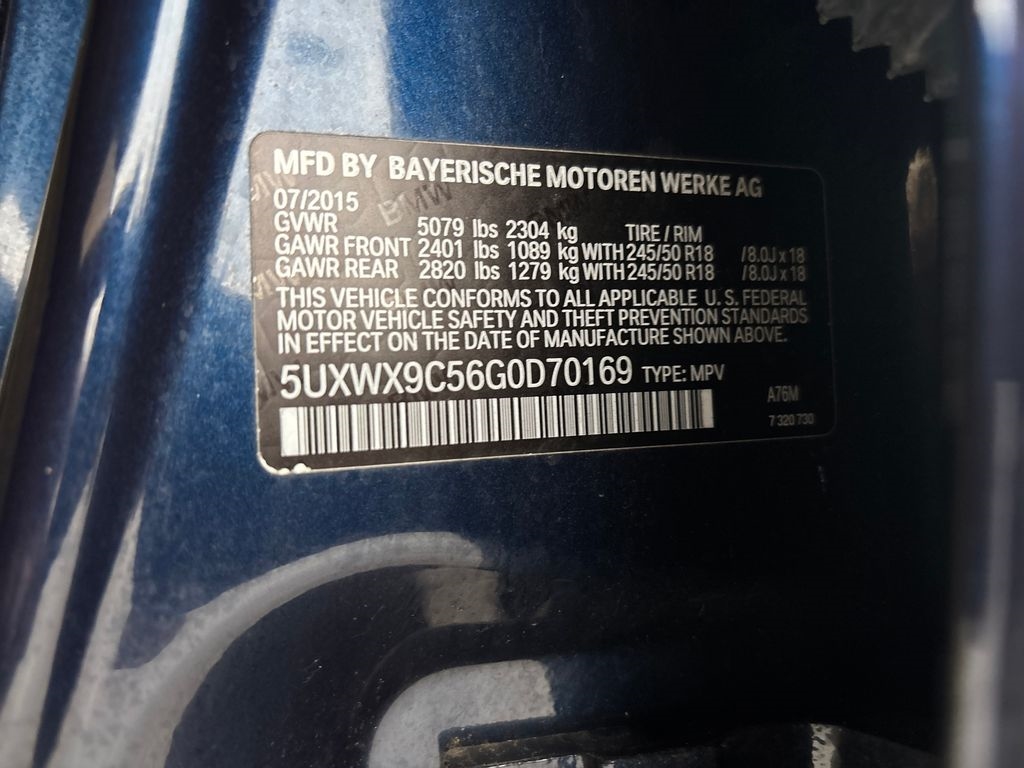 MFD BY BAYERISCHE MOTOREN WERKE AG
07/2015
GVWR 5079 lbs 2304 kg TIRE / RIM
GAWR FRONT 2401 lbs 1089 kg WITH 245/50 R18 /8.0J x 18
GAWR REAR 2820 lbs 1279 kg WITH 245/50 R18 /8.0J x 18
THIS VEHICLE CONFORMS TO ALL APPLICABLE U. S. FEDERAL
MOTOR VEHICLE SAFETY AND THEFT PREVENTION STANDARDS
IN EFFECT ON THE DATE OF MANUFACTURE SHOWN ABOVE.
5UXWX9C56G0D70169 TYPE: MPV
A76M
7 320 730
BMW